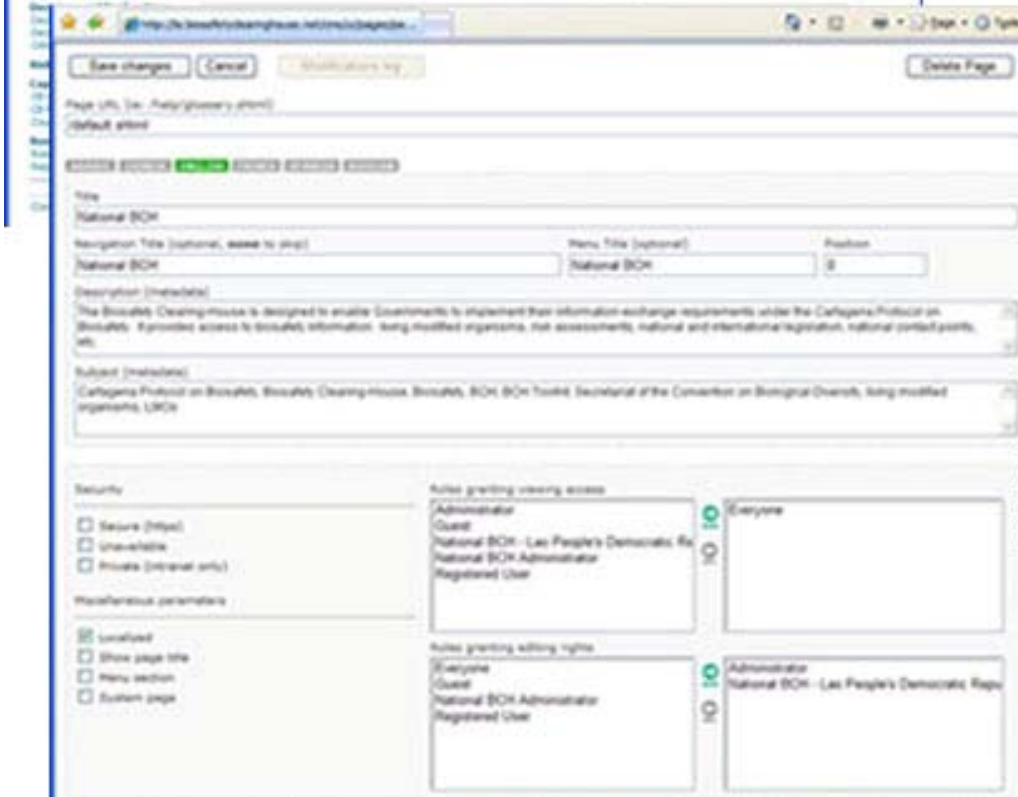 Save changes Cancel Modifications log Delete Page
Page URL (ie. /help/glossary.shtml)
/default.shtml
ARABIC CHINESE ENGLISH FRENCH SPANISH RUSSIAN
Title
National BCH
Navigation Title (optional, none to skip) Menu Title (optional) Position
National BCH National BCH 0
Description (metadata)
The Biosafety Clearing-House is designed to enable Governments to implement their information exchange requirements under the Cartagena Protocol on
Biosafety. It provides access to biosafety information: living modified organisms, risk assessments, national and international legislation, national contact points,
etc.
Subject (metadata)
Cartagena Protocol on Biosafety, Biosafety Clearing-House, Biosafety, BCH, BCH Toolkit, Secretariat of the Convention on Biological Diversity, living modified
organisms, LMOs
Security
Secure (https)
Unavailable
Private (intranet only)
Miscellaneous parameters
Localized
Show page title
Menu section
System page
Roles granting viewing access
Administrator
Guest
National BCH - Lao People's Democratic Re
National BCH Administrator
Registered User
Everyone
Roles granting editing rights
Everyone
Guest
National BCH Administrator
Registered User
Administrator
National BCH - Lao People's Democratic Repu